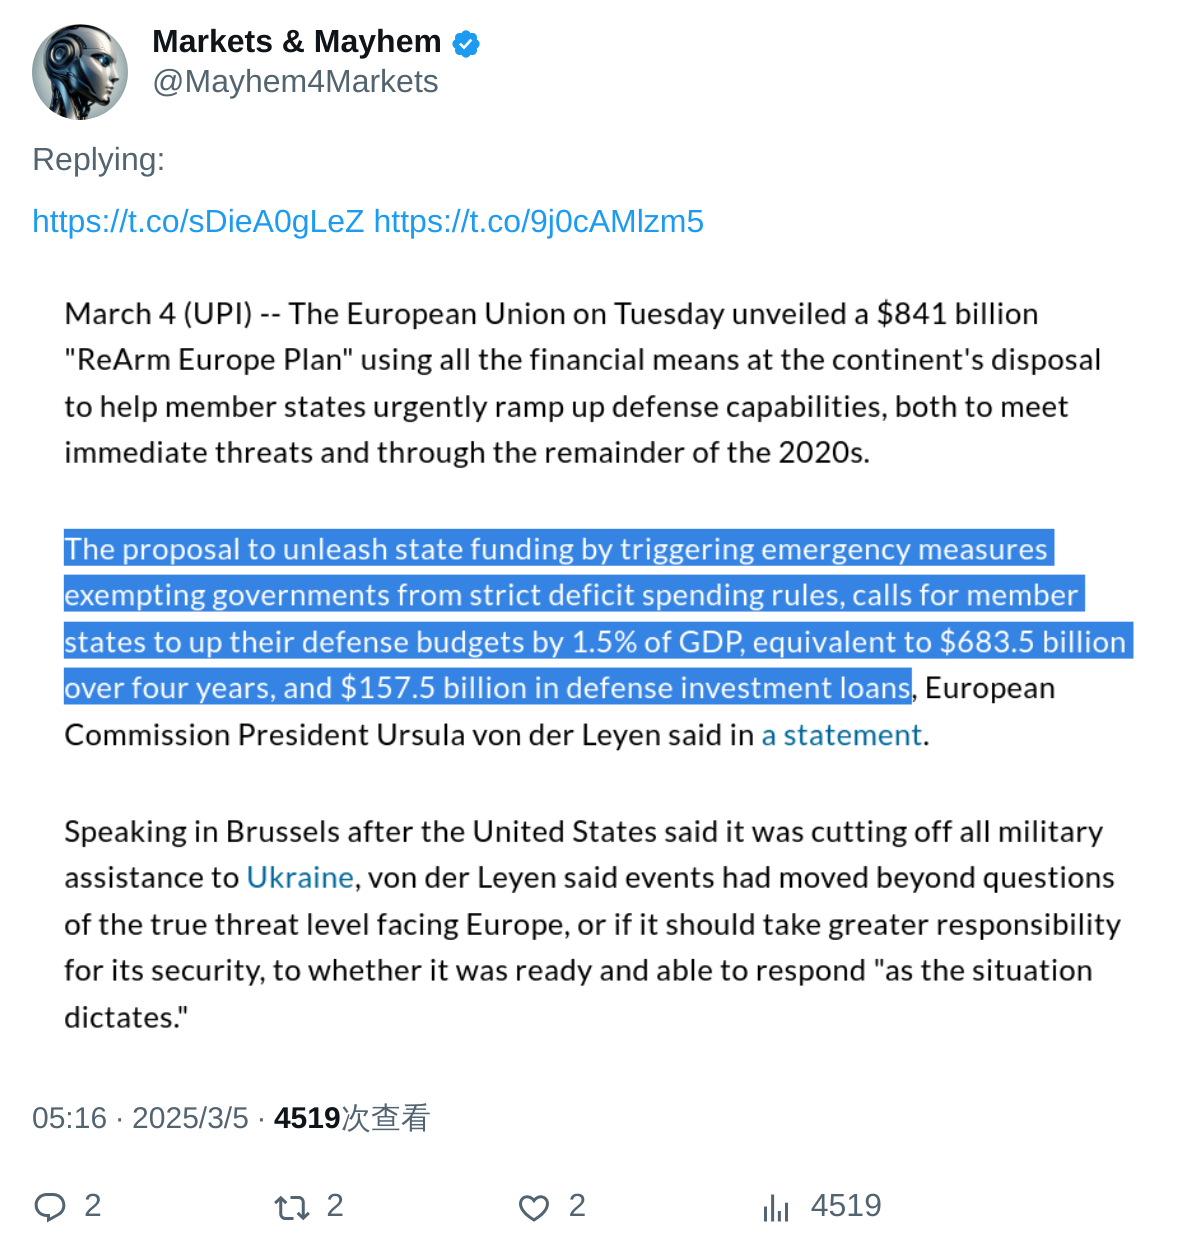 Markets & Mayhem
@Mayhem4Markets
Replying:
https://t.co/sDieA0gLeZ https://t.co/9j0cAMlzm5
March 4 (UPI) -- The European Union on Tuesday unveiled a $841 billion
"ReArm Europe Plan" using all the financial means at the continent's disposal
to help member states urgently ramp up defense capabilities, both to meet
immediate threats and through the remainder of the 2020s.
The proposal to unleash state funding by triggering emergency measures
exempting governments from strict deficit spending rules, calls for member
states to up their defense budgets by 1.5% of GDP, equivalent to $683.5 billion
over four years, and $157.5 billion in defense investment loans, European
Commission President Ursula von der Leyen said in a statement.
Speaking in Brussels after the United States said it was cutting off all military
assistance to Ukraine, von der Leyen said events had moved beyond questions
of the true threat level facing Europe, or if it should take greater responsibility
for its security, to whether it was ready and able to respond "as the situation
dictates."
05:16 · 2025/3/5 · 4519次查看
2 2 2 4519